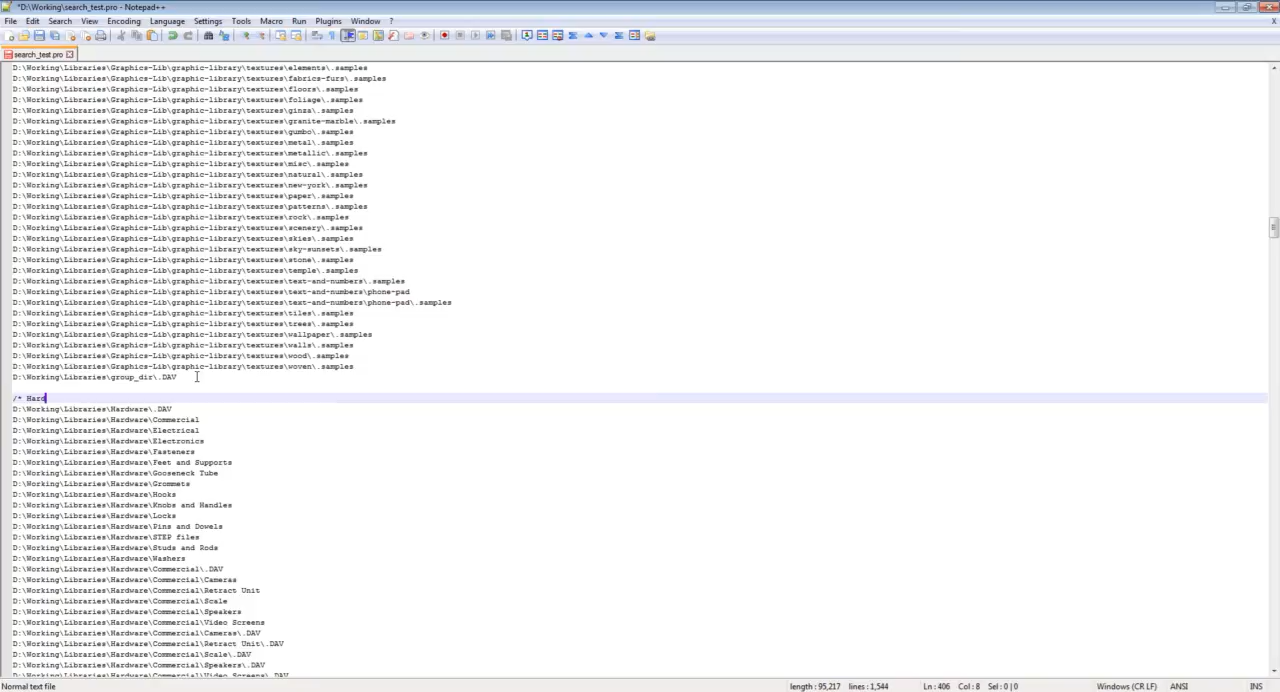 *D:\Working\search_test.pro - Notepad++
File Edit Search View Encoding Language Settings Tools Macro Run Plugins Window ? X
search_test.pro
D:\Working\Libraries\Graphics-Lib\graphic-library\textures\elements\.samples
D:\Working\Libraries\Graphics-Lib\graphic-library\textures\fabrics-furs\.samples
D:\Working\Libraries\Graphics-Lib\graphic-library\textures\floors\.samples
D:\Working\Libraries\Graphics-Lib\graphic-library\textures\foliage\.samples
D:\Working\Libraries\Graphics-Lib\graphic-library\textures\ginza\.samples
D:\Working\Libraries\Graphics-Lib\graphic-library\textures\granite-marble\.samples
D:\Working\Libraries\Graphics-Lib\graphic-library\textures\gumbo\.samples
D:\Working\Libraries\Graphics-Lib\graphic-library\textures\metal\.samples
D:\Working\Libraries\Graphics-Lib\graphic-library\textures\metallic\.samples
D:\Working\Libraries\Graphics-Lib\graphic-library\textures\misc\.samples
D:\Working\Libraries\Graphics-Lib\graphic-library\textures\natural\.samples
D:\Working\Libraries\Graphics-Lib\graphic-library\textures\new-york\.samples
D:\Working\Libraries\Graphics-Lib\graphic-library\textures\paper\.samples
D:\Working\Libraries\Graphics-Lib\graphic-library\textures\patterns\.samples
D:\Working\Libraries\Graphics-Lib\graphic-library\textures\rock\.samples
D:\Working\Libraries\Graphics-Lib\graphic-library\textures\scenery\.samples
D:\Working\Libraries\Graphics-Lib\graphic-library\textures\skies\.samples
D:\Working\Libraries\Graphics-Lib\graphic-library\textures\sky-sunsets\.samples
D:\Working\Libraries\Graphics-Lib\graphic-library\textures\stone\.samples
D:\Working\Libraries\Graphics-Lib\graphic-library\textures\temple\.samples
D:\Working\Libraries\Graphics-Lib\graphic-library\textures\text-and-numbers\.samples
D:\Working\Libraries\Graphics-Lib\graphic-library\textures\text-and-numbers\phone-pad
D:\Working\Libraries\Graphics-Lib\graphic-library\textures\text-and-numbers\phone-pad\.samples
D:\Working\Libraries\Graphics-Lib\graphic-library\textures\tiles\.samples
D:\Working\Libraries\Graphics-Lib\graphic-library\textures\trees\.samples
D:\Working\Libraries\Graphics-Lib\graphic-library\textures\wallpaper\.samples
D:\Working\Libraries\Graphics-Lib\graphic-library\textures\walls\.samples
D:\Working\Libraries\Graphics-Lib\graphic-library\textures\wood\.samples
D:\Working\Libraries\Graphics-Lib\graphic-library\textures\woven\.samples
D:\Working\Libraries\group_dir\.DAV
/* Hard
D:\Working\Libraries\Hardware\.DAV
D:\Working\Libraries\Hardware\Commercial
D:\Working\Libraries\Hardware\Electrical
D:\Working\Libraries\Hardware\Electronics
D:\Working\Libraries\Hardware\Fasteners
D:\Working\Libraries\Hardware\Feet and Supports
D:\Working\Libraries\Hardware\Gooseneck Tube
D:\Working\Libraries\Hardware\Grommets
D:\Working\Libraries\Hardware\Hooks
D:\Working\Libraries\Hardware\Knobs and Handles
D:\Working\Libraries\Hardware\Locks
D:\Working\Libraries\Hardware\Pins and Dowels
D:\Working\Libraries\Hardware\STEP files
D:\Working\Libraries\Hardware\Studs and Rods
D:\Working\Libraries\Hardware\Washers
D:\Working\Libraries\Hardware\Commercial\.DAV
D:\Working\Libraries\Hardware\Commercial\Cameras
D:\Working\Libraries\Hardware\Commercial\Retract Unit
D:\Working\Libraries\Hardware\Commercial\Scale
D:\Working\Libraries\Hardware\Commercial\Speakers
D:\Working\Libraries\Hardware\Commercial\Video Screens
D:\Working\Libraries\Hardware\Commercial\Cameras\.DAV
D:\Working\Libraries\Hardware\Commercial\Retract Unit\.DAV
D:\Working\Libraries\Hardware\Commercial\Scale\.DAV
D:\Working\Libraries\Hardware\Commercial\Speakers\.DAV
D:\Working\Libraries\Hardware\Commercial\Video Screens\.DAV
Normal text file length : 95,217 lines : 1,544 Ln : 406 Col : 8 Sel : 0 | 0 Windows (CR LF) ANSI INS